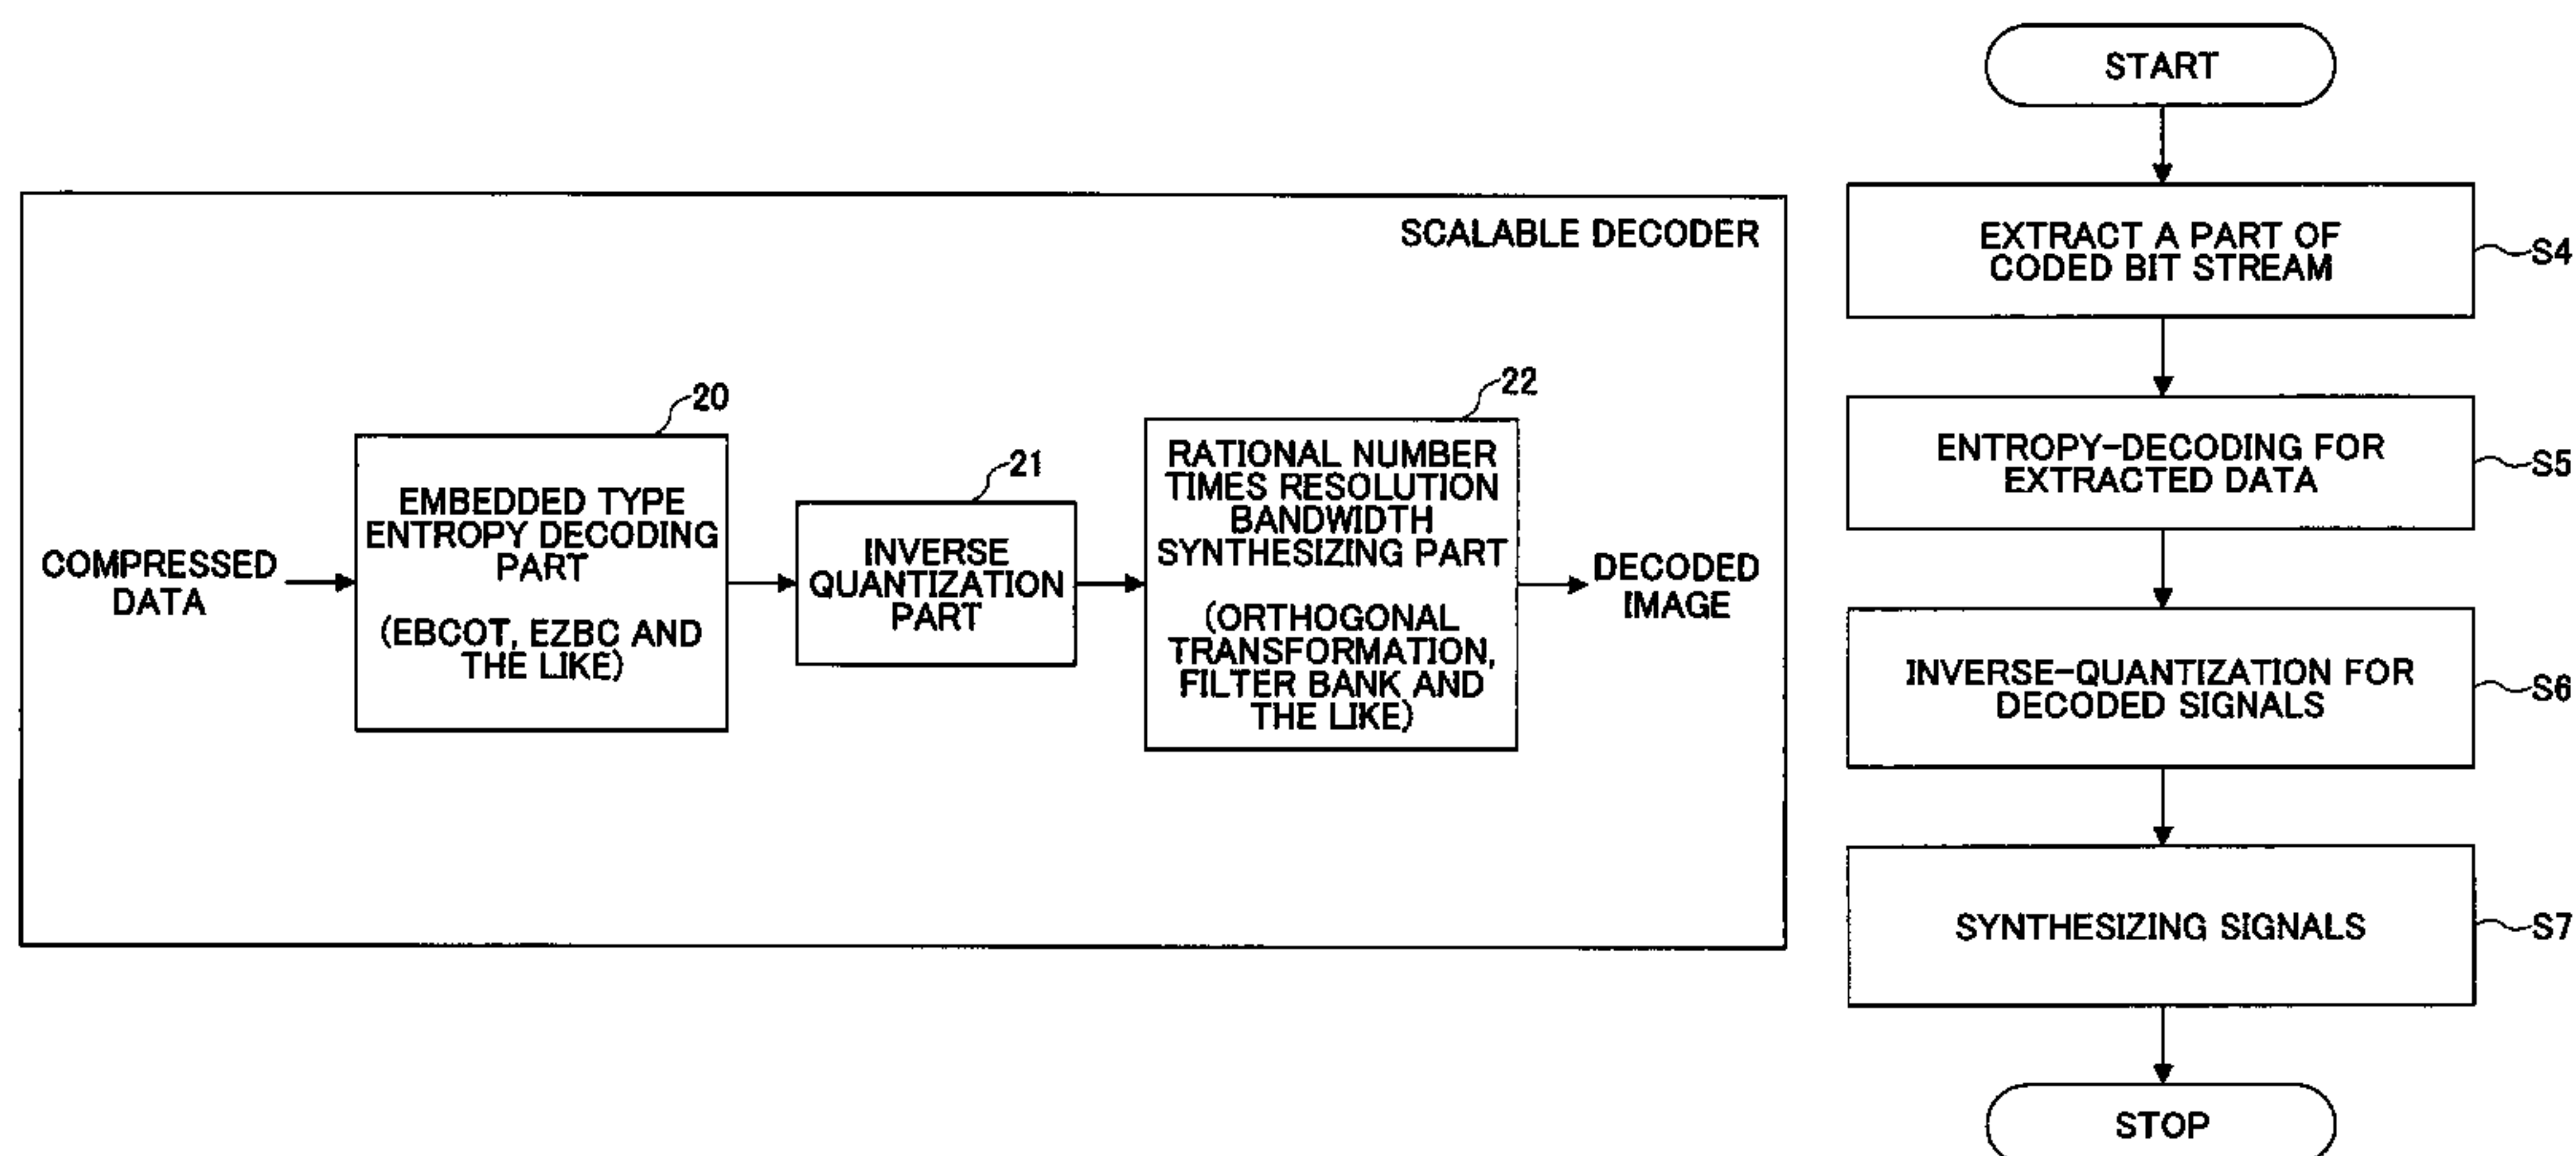 SCALABLE DECODER
COMPRESSED
DATA
20
EMBEDDED TYPE
ENTROPY DECODING
PART
(EBCOT, EZBC AND
THE LIKE)
21
INVERSE
QUANTIZATION
PART
22
RATIONAL NUMBER
TIMES RESOLUTION
BANDWIDTH
SYNTHESIZING PART
(ORTHOGONAL
TRANSFORMATION,
FILTER BANK AND
THE LIKE)
DECODED
IMAGE
START
EXTRACT A PART OF
CODED BIT STREAM
S4
ENTROPY-DECODING FOR
EXTRACTED DATA
S5
INVERSE-QUANTIZATION FOR
DECODED SIGNALS
S6
SYNTHESIZING SIGNALS
S7
STOP